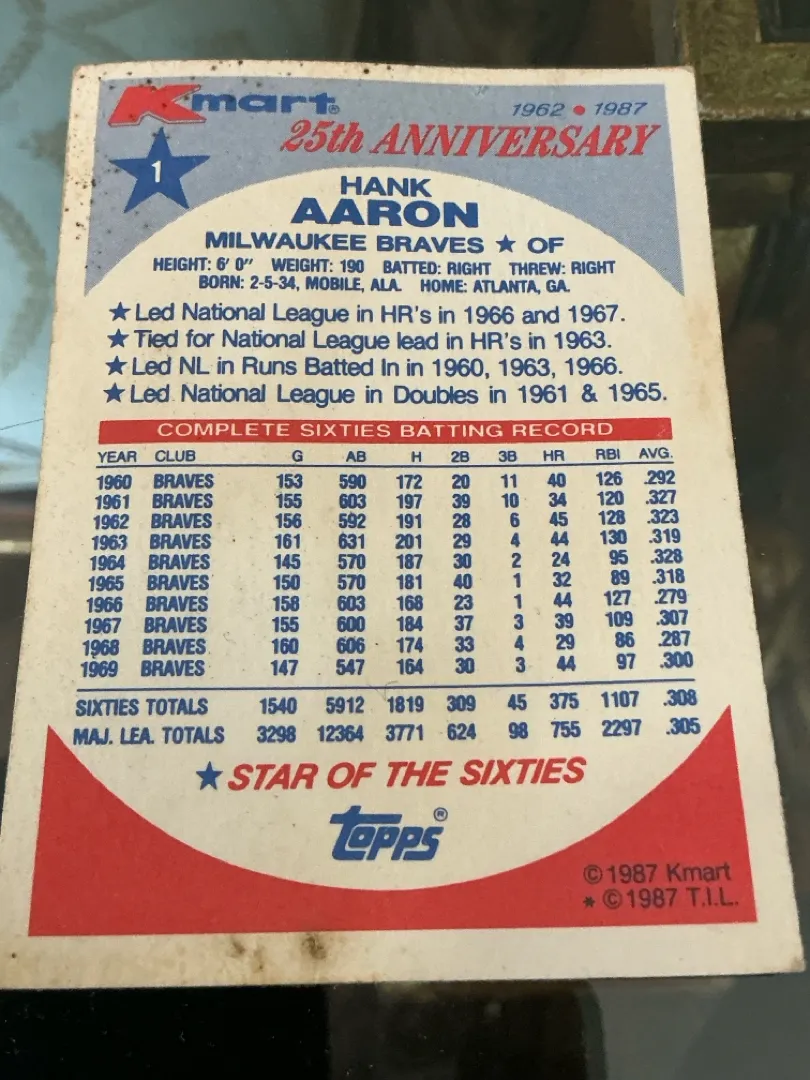 Kmart®
1962 • 1987
25th ANNIVERSARY
1
HANK
AARON
MILWAUKEE BRAVES ★ OF
HEIGHT: 6' 0" WEIGHT: 190 BATTED: RIGHT THREW: RIGHT
BORN: 2-5-34, MOBILE, ALA. HOME: ATLANTA, GA.
★ Led National League in HR's in 1966 and 1967.
★ Tied for National League lead in HR's in 1963.
★ Led NL in Runs Batted In in 1960, 1963, 1966.
★ Led National League in Doubles in 1961 & 1965.
COMPLETE SIXTIES BATTING RECORD
YEAR CLUB G AB H 2B 3B HR RBI AVG.
1960 BRAVES 153 590 172 20 11 40 126 .292
1961 BRAVES 155 603 197 39 10 34 120 .327
1962 BRAVES 156 592 191 28 6 45 128 .323
1963 BRAVES 161 631 201 29 4 44 130 .319
1964 BRAVES 145 570 187 30 2 24 95 .328
1965 BRAVES 150 570 181 40 1 32 89 .318
1966 BRAVES 158 603 168 23 1 44 127 .279
1967 BRAVES 155 600 184 37 3 39 109 .307
1968 BRAVES 160 606 174 33 4 29 86 .287
1969 BRAVES 147 547 164 30 3 44 97 .300
SIXTIES TOTALS 1540 5912 1819 309 45 375 1107 .308
MAJ. LEA. TOTALS 3298 12364 3771 624 98 755 2297 .305
★ STAR OF THE SIXTIES
topps®
©1987 Kmart
* ©1987 T.I.L.